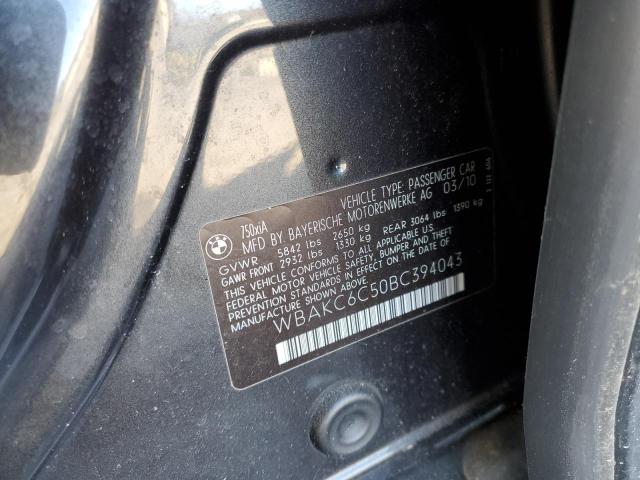 BMW
750xiA VEHICLE TYPE: PASSENGER CAR
MFD BY BAYERISCHE MOTORENWERKE AG 03/10
GVWR 5842 lbs 2650 kg
GAWR FRONT 2932 lbs 1330 kg REAR 3064 lbs 1390 kg
THIS VEHICLE CONFORMS TO ALL APPLICABLE
FEDERAL MOTOR VEHICLE SAFETY, BUMPER, AND THEFT
PREVENTION STANDARDS IN EFFECT ON THE DATE OF
MANUFACTURE SHOWN ABOVE
WBAKC6C50BC394043